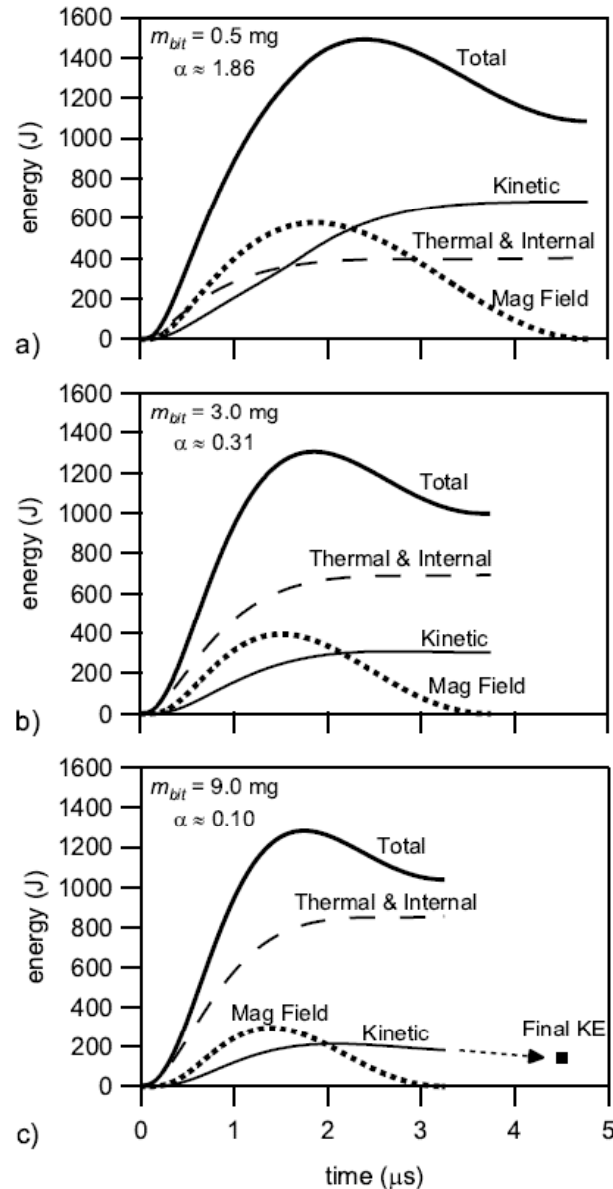 1600
1400
1200
1000
800
600
400
200
0
energy (J)
m_bit = 0.5 mg
α ≈ 1.86
Total
Kinetic
Thermal & Internal
Mag Field
a)
1600
1400
1200
1000
800
600
400
200
0
energy (J)
m_bit = 3.0 mg
α ≈ 0.31
Total
Thermal & Internal
Kinetic
Mag Field
b)
1600
1400
1200
1000
800
600
400
200
0
energy (J)
m_bit = 9.0 mg
α ≈ 0.10
Total
Thermal & Internal
Mag Field
Kinetic
Final KE
c)
0 1 2 3 4 5
time (μs)